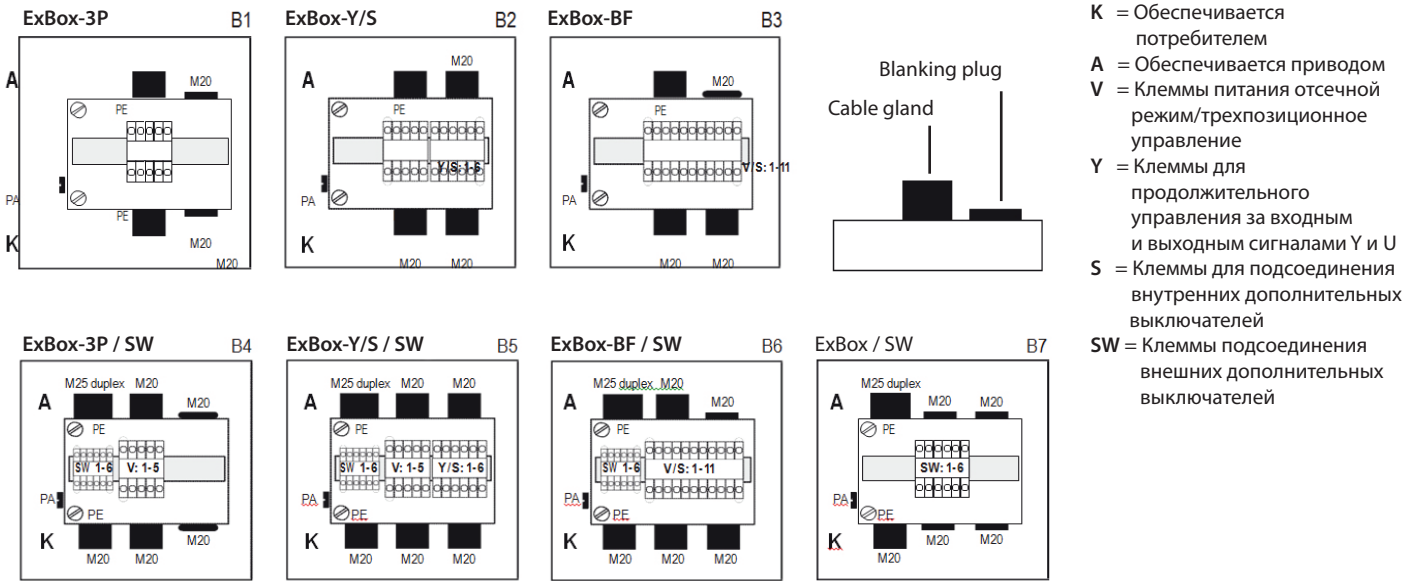 ExBox-3P B1
A
M20
PE
PA
PE
K
M20
M20
ExBox-Y/S B2
M20
A
PE
Y/S: 1-6
PA
K
M20 M20
ExBox-BF B3
A
M20
PE
V/S: 1-11
PA
K
M20 M20
Blanking plug
Cable gland
K = Обеспечивается
потребителем
A = Обеспечивается приводом
V = Клеммы питания отсечной
режим/трехпозиционное
управление
Y = Клеммы для
продолжительного
управления за входным
и выходным сигналами Y и U
S = Клеммы для подсоединения
внутренних дополнительных
выключателей
SW = Клеммы подсоединения
внешних дополнительных
выключателей
ExBox-3P / SW B4
M25 duplex M20
A M20
PE
SW 1-6 V: 1-5
PA
PE
K M20
M20 M20
ExBox-Y/S / SW B5
M25 duplex M20 M20
A
PE
SW 1-6 V: 1-5 Y/S: 1-6
PA
PE
K
M20 M20 M20
ExBox-BF / SW B6
M25 duplex M20
A M20
PE
SW 1-6 V/S: 1-11
PA
PE
K
M20 M20 M20
ExBox / SW B7
M25 duplex
A M20 M20
PE
SW: 1-6
PA
PE
K M20 M20
M20